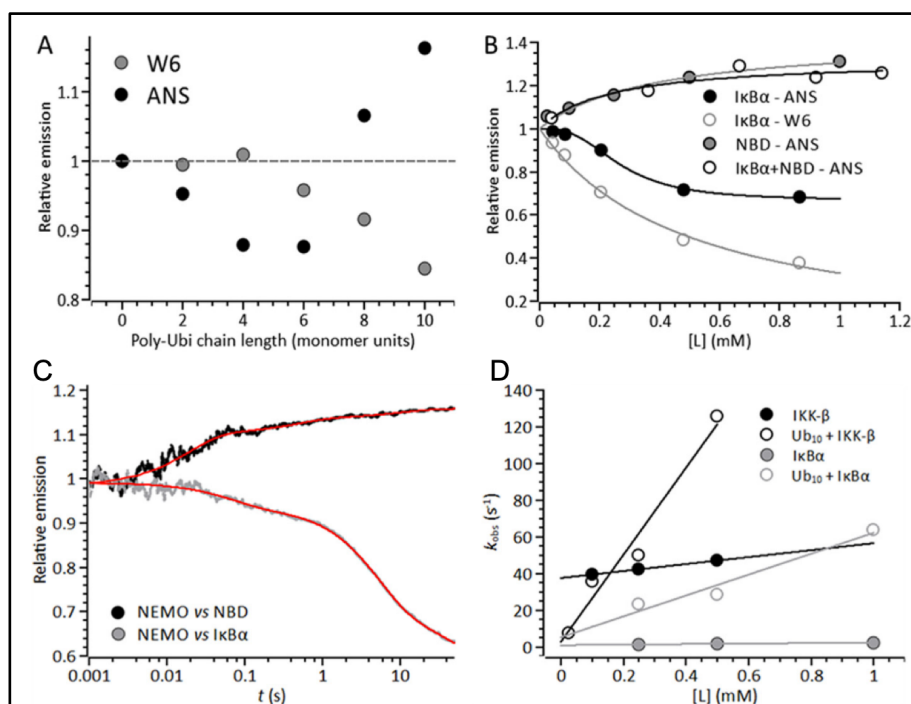 A
W6
ANS
Relative emission
1.1
1
0.9
0.8
0
2
4
6
8
10
Poly-Ubi chain length (monomer units)
B
1.4
1.2
1.0
0.8
0.6
0.4
0.2
Relative emission
IκBα - ANS
IκBα - W6
NBD - ANS
IκBα+NBD - ANS
0
0.2
0.4
0.6
0.8
1
1.2
[L] (mM)
C
1.2
1.1
1
0.9
0.8
0.7
0.6
Relative emission
NEMO vs NBD
NEMO vs IκBα
0.001
0.01
0.1
1
10
t (s)
D
140
120
100
80
60
40
20
0
kobs (s-1)
IKK-β
Ub10 + IKK-β
IκBα
Ub10 + IκBα
0
0.2
0.4
0.6
0.8
1
[L] (mM)